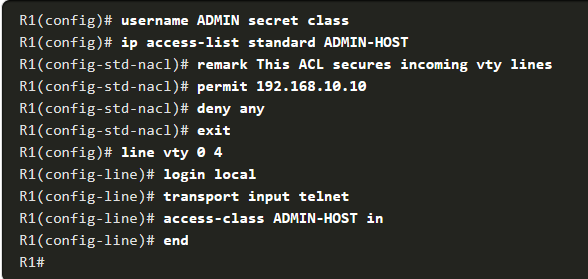 R1(config)# username ADMIN secret class
R1(config)# ip access-list standard ADMIN-HOST
R1(config-std-nacl)# remark This ACL secures incoming vty lines
R1(config-std-nacl)# permit 192.168.10.10
R1(config-std-nacl)# deny any
R1(config-std-nacl)# exit
R1(config)# line vty 0 4
R1(config-line)# login local
R1(config-line)# transport input telnet
R1(config-line)# access-class ADMIN-HOST in
R1(config-line)# end
R1#